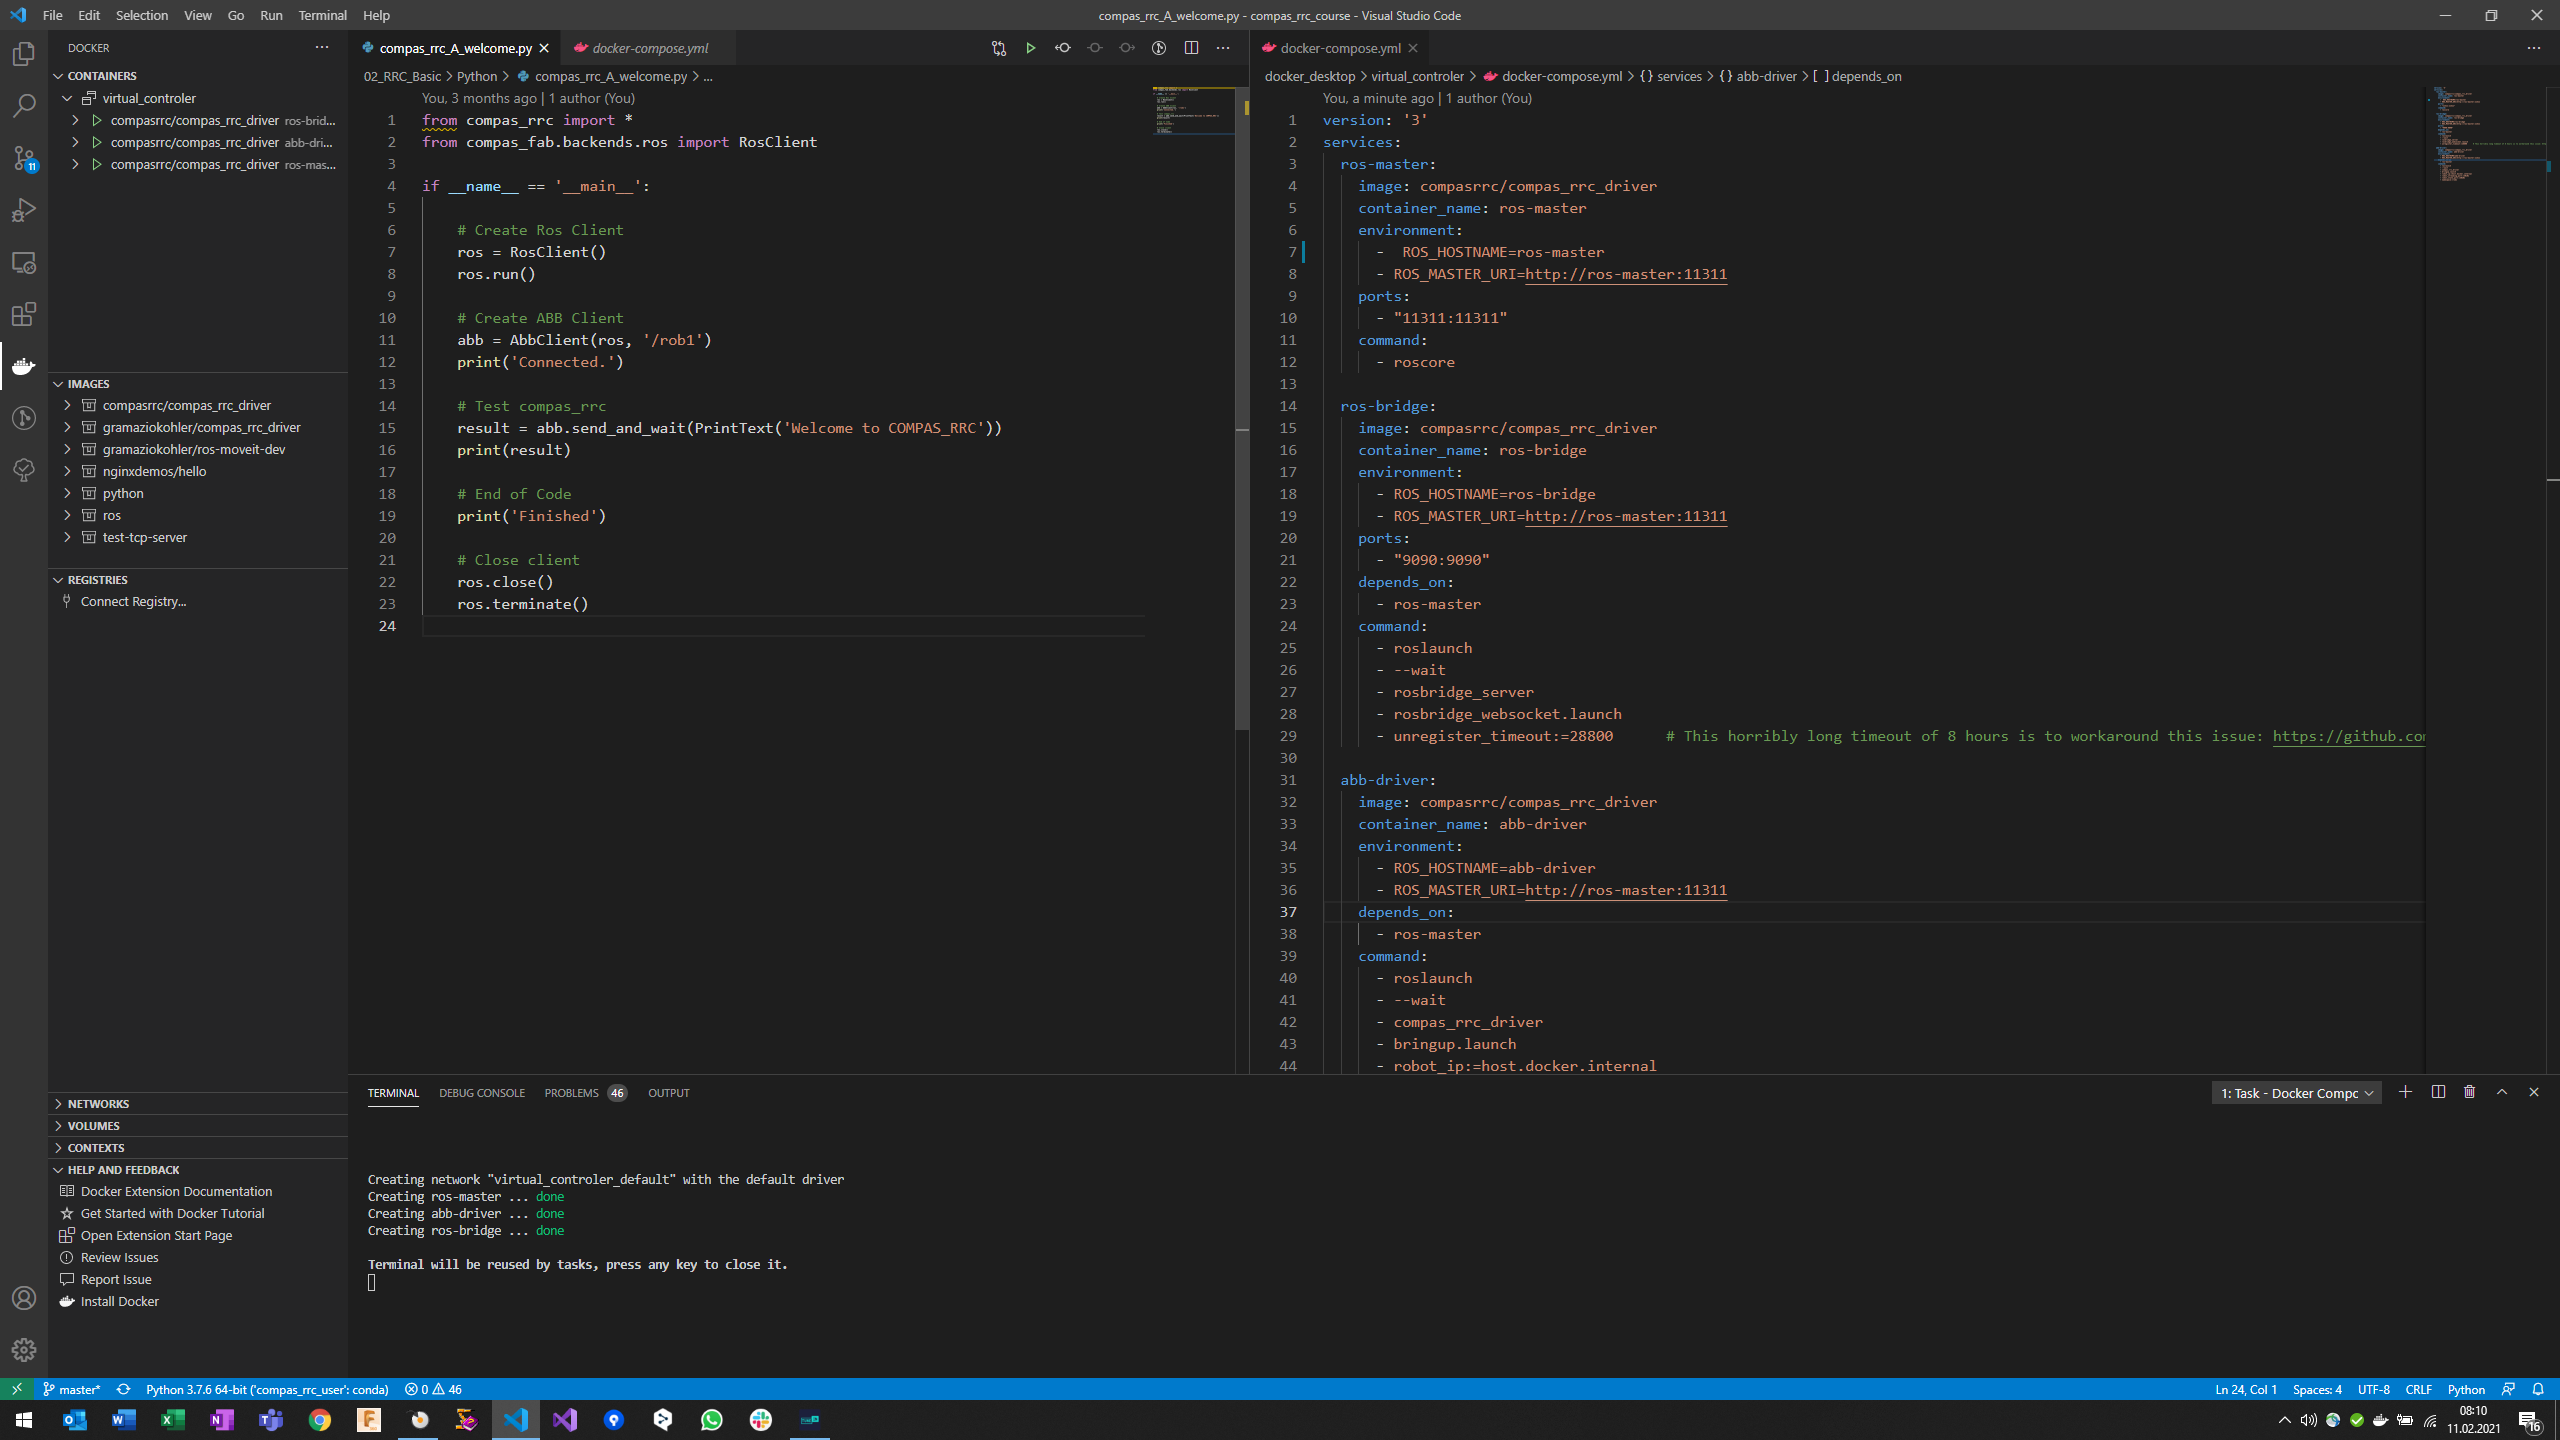 File Edit Selection View Go Run Terminal Help
compas_rrc_A_welcome.py - compas_rrc_course - Visual Studio Code
DOCKER
CONTAINERS
virtual_controler
compasrrc/compas_rrc_driver ros-brid...
compasrrc/compas_rrc_driver abb-dri...
compasrrc/compas_rrc_driver ros-mas...
IMAGES
compasrrc/compas_rrc_driver
gramaziokohler/compas_rrc_driver
gramaziokohler/ros-moveit-dev
nginxdemos/hello
python
ros
test-tcp-server
REGISTRIES
Connect Registry...
NETWORKS
VOLUMES
CONTEXTS
HELP AND FEEDBACK
Docker Extension Documentation
Get Started with Docker Tutorial
Open Extension Start Page
Review Issues
Report Issue
Install Docker
11
compas_rrc_A_welcome.py
docker-compose.yml
02_RRC_Basic > Python > compas_rrc_A_welcome.py > ...
You, 3 months ago | 1 author (You)
1 from compas_rrc import *
2 from compas_fab.backends.ros import RosClient
3
4 if __name__ == '__main__':
5
6 # Create Ros Client
7 ros = RosClient()
8 ros.run()
9
10 # Create ABB Client
11 abb = AbbClient(ros, '/rob1')
12 print('Connected.')
13
14 # Test compas_rrc
15 result = abb.send_and_wait(PrintText('Welcome to COMPAS_RRC'))
16 print(result)
17
18 # End of Code
19 print('Finished')
20
21 # Close client
22 ros.close()
23 ros.terminate()
24
docker-compose.yml
docker_desktop > virtual_controler > docker-compose.yml > {} services > {} abb-driver > [ ] depends_on
You, a minute ago | 1 author (You)
1 version: '3'
2 services:
3 ros-master:
4 image: compasrrc/compas_rrc_driver
5 container_name: ros-master
6 environment:
7 -  ROS_HOSTNAME=ros-master
8 - ROS_MASTER_URI=http://ros-master:11311
9 ports:
10 - "11311:11311"
11 command:
12 - roscore
13
14 ros-bridge:
15 image: compasrrc/compas_rrc_driver
16 container_name: ros-bridge
17 environment:
18 - ROS_HOSTNAME=ros-bridge
19 - ROS_MASTER_URI=http://ros-master:11311
20 ports:
21 - "9090:9090"
22 depends_on:
23 - ros-master
24 command:
25 - roslaunch
26 - --wait
27 - rosbridge_server
28 - rosbridge_websocket.launch
29 - unregister_timeout:=28800 # This horribly long timeout of 8 hours is to workaround this issue: https://github.co
30
31 abb-driver:
32 image: compasrrc/compas_rrc_driver
33 container_name: abb-driver
34 environment:
35 - ROS_HOSTNAME=abb-driver
36 - ROS_MASTER_URI=http://ros-master:11311
37 depends_on:
38 - ros-master
39 command:
40 - roslaunch
41 - --wait
42 - compas_rrc_driver
43 - bringup.launch
44 - robot_ip:=host.docker.internal
TERMINAL DEBUG CONSOLE PROBLEMS 46 OUTPUT
1: Task - Docker Compc
Creating network "virtual_controler_default" with the default driver
Creating ros-master ... done
Creating abb-driver ... done
Creating ros-bridge ... done
Terminal will be reused by tasks, press any key to close it.
master* Python 3.7.6 64-bit ('compas_rrc_user': conda) 0 46
Ln 24, Col 1 Spaces: 4 UTF-8 CRLF Python
08:10
11.02.2021
16